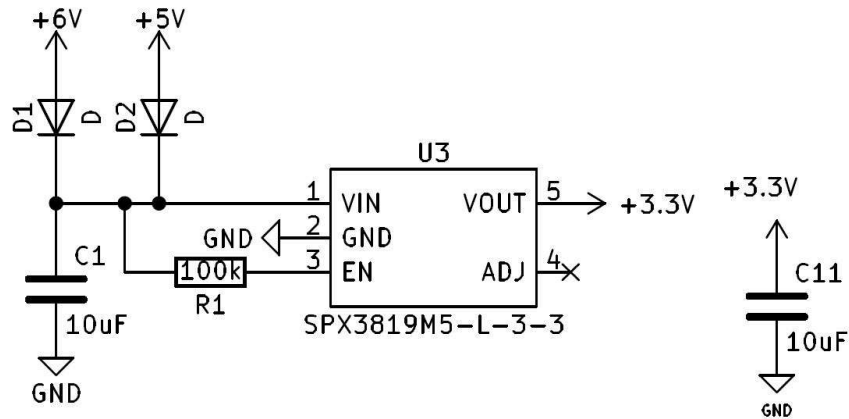 +6V
+5V
D1
D
D2
D
U3
1
VIN
VOUT
5
+3.3V
+3.3V
GND
2
GND
C1
100k
3
EN
ADJ
4
C11
10uF
R1
SPX3819M5-L-3-3
10uF
GND
GND